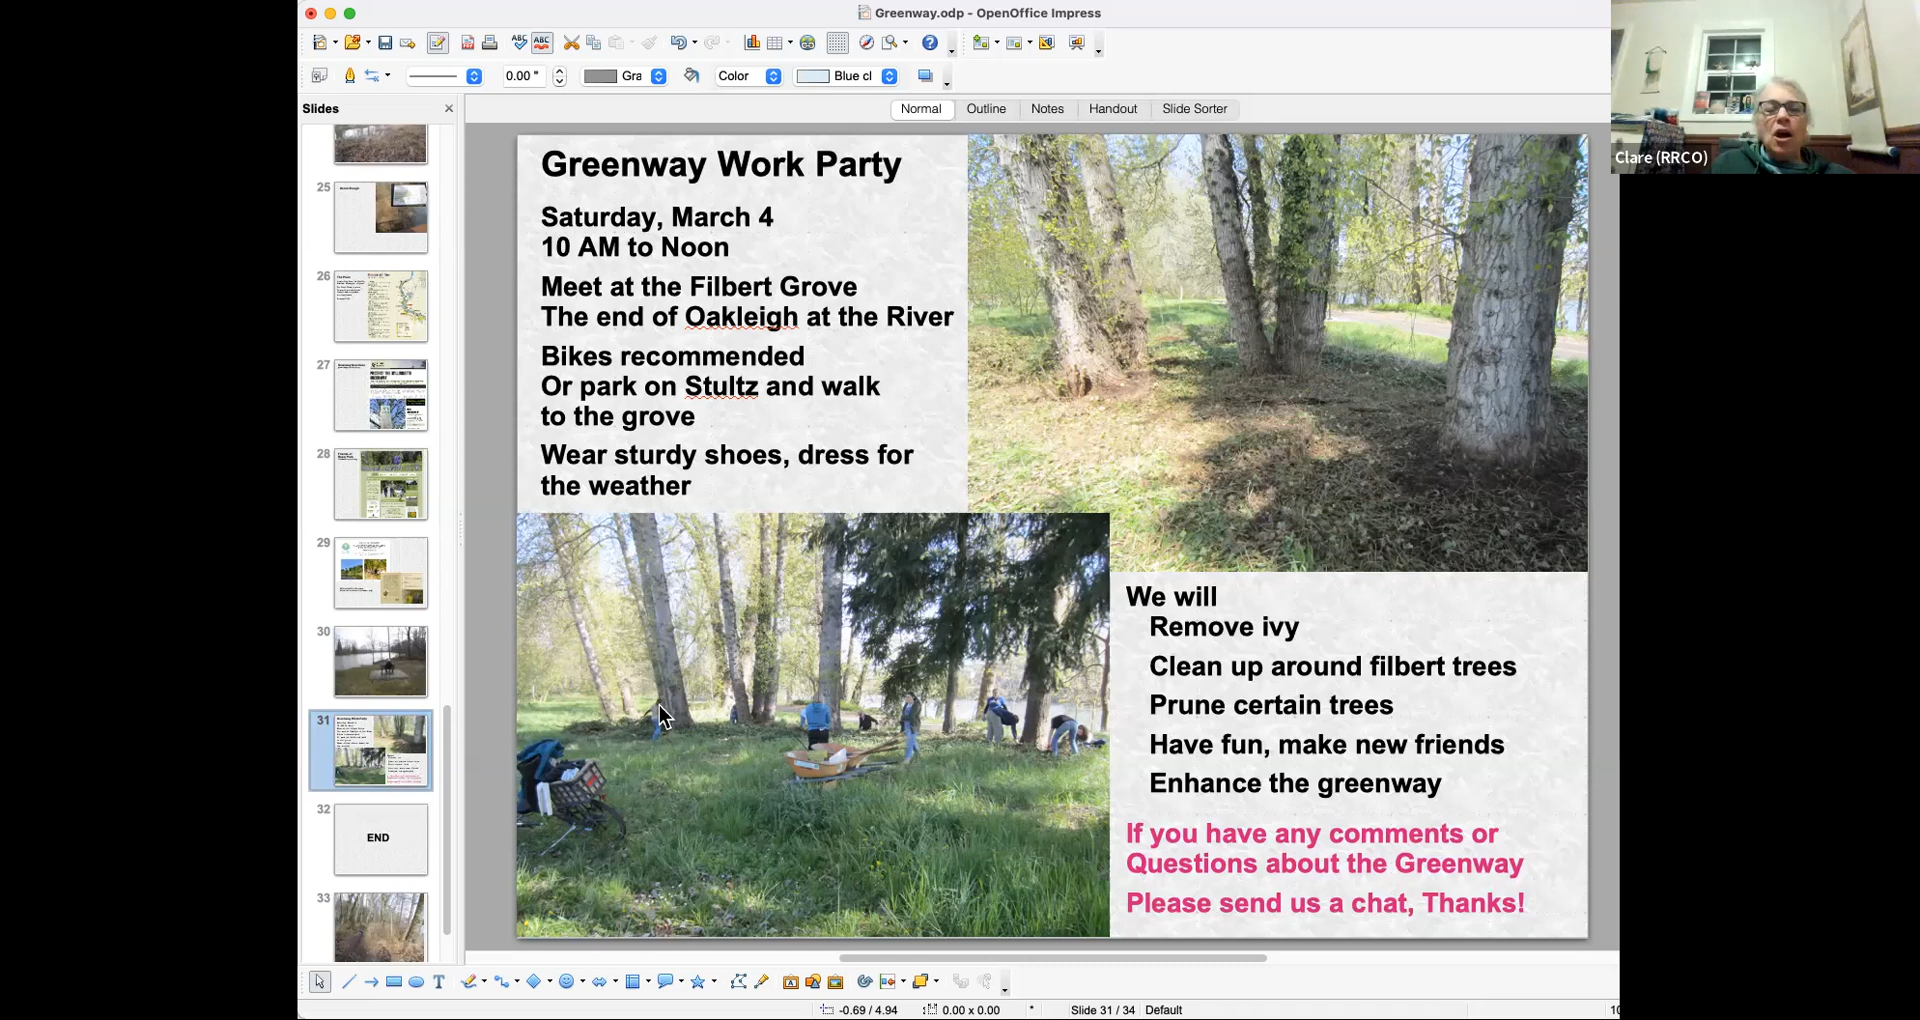 Greenway.odp - OpenOffice Impress
0.00 "
Gra
Color
Blue cl
Slides
Normal
Outline
Notes
Handout
Slide Sorter
25
26
27
28
29
30
31
32
END
33
Greenway Work Party
Saturday, March 4
10 AM to Noon
Meet at the Filbert Grove
The end of Oakleigh at the River
Bikes recommended
Or park on Stultz and walk
to the grove
Wear sturdy shoes, dress for
the weather
We will
Remove ivy
Clean up around filbert trees
Prune certain trees
Have fun, make new friends
Enhance the greenway
If you have any comments or
Questions about the Greenway
Please send us a chat, Thanks!
Clare (RRCO)
-0.69 / 4.94
0.00 x 0.00
*
Slide 31 / 34
Default